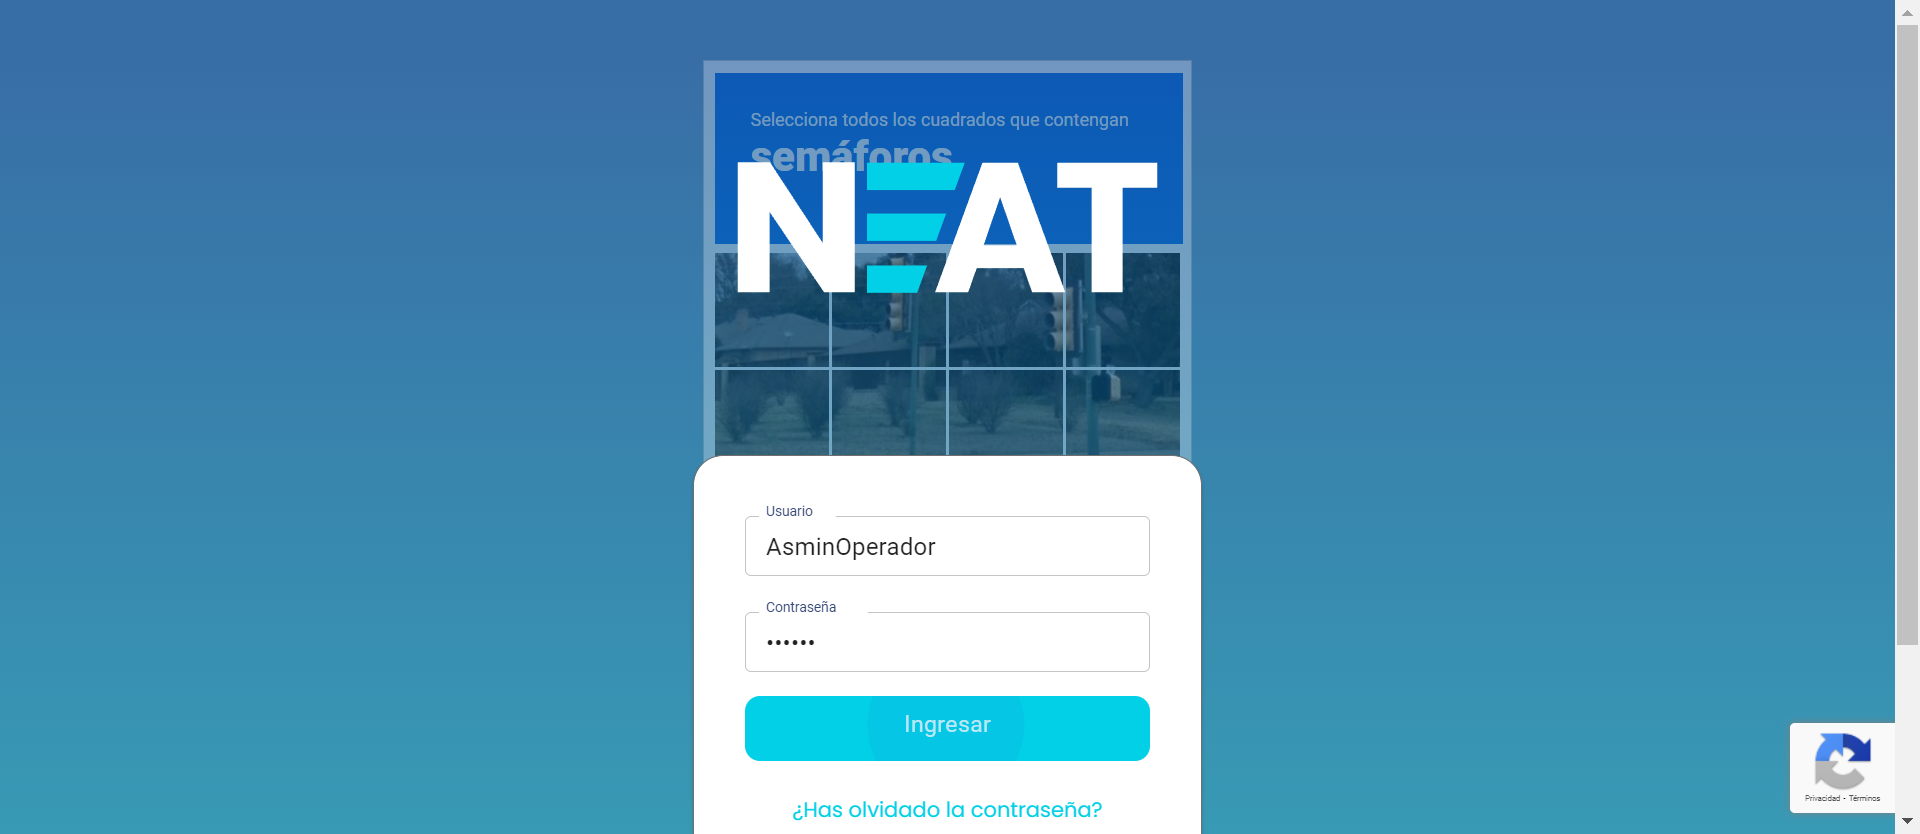 Selecciona todos los cuadrados que contengan
semáforos
NEAT
Usuario
AsminOperador
Contraseña
••••••
Ingresar
¿Has olvidado la contraseña?
Privacidad - Términos